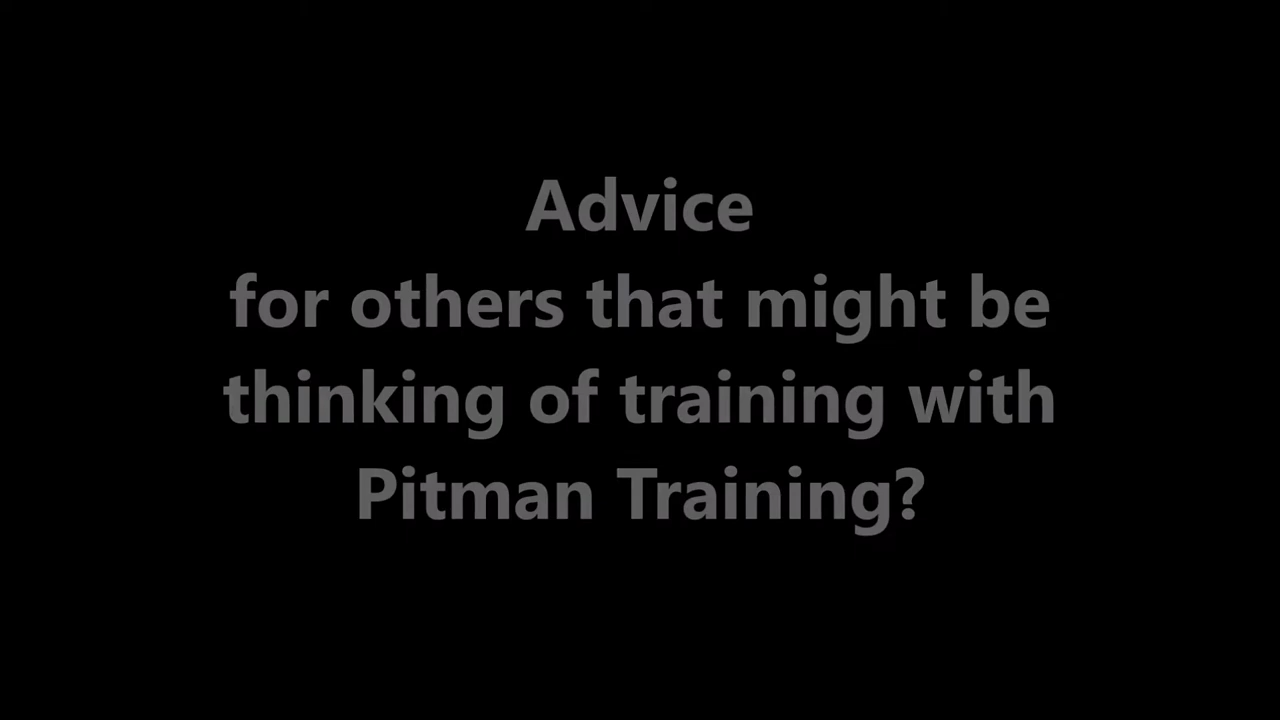 Advice
for others that might be
thinking of training with
Pitman Training?